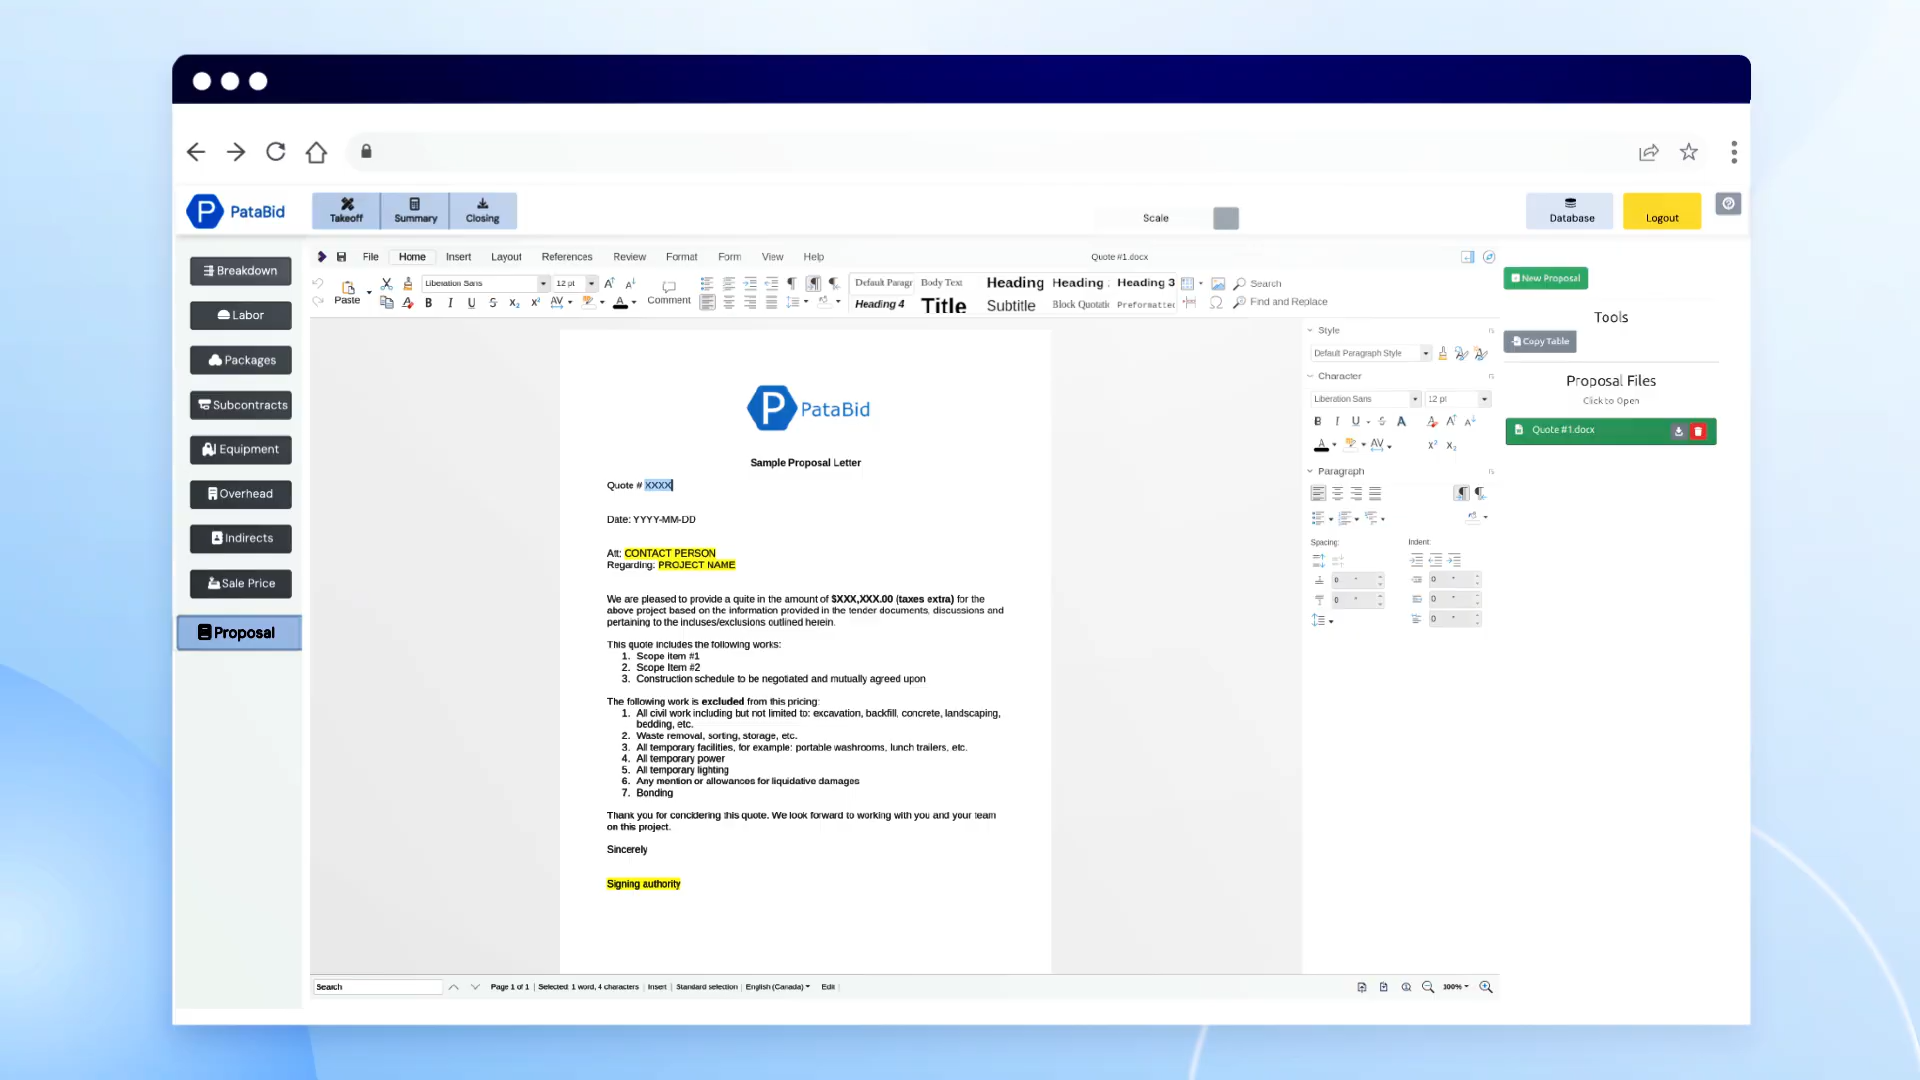 PataBid
Takeoff
Summary
Closing
Scale
Database
Logout
Breakdown
Labor
Packages
Subcontracts
Equipment
Overhead
Indirects
Sale Price
Proposal
File Home Insert Layout References Review Format Form View Help
Quote #1.docx
Paste
Liberation Sans
12 pt
Comment
Default Paragr
Body Text
Heading
Heading
Heading 3
Heading 4
Title
Subtitle
Block Quotatic
Preformattec
Search
Find and Replace
PataBid
Sample Proposal Letter
Quote # XXXX
Date: YYYY-MM-DD
Att: CONTACT PERSON
Regarding: PROJECT NAME
We are pleased to provide a quite in the amount of $XXX,XXX.00 (taxes extra) for the
above project based on the information provided in the tender documents, discussions and
pertaining to the incluses/exclusions outlined herein.
This quote includes the following works:
1. Scope item #1
2. Scope Item #2
3. Construction schedule to be negotiated and mutually agreed upon
The following work is excluded from this pricing:
1. All civil work including but not limited to: excavation, backfill, concrete, landscaping,
bedding, etc.
2. Waste removal, sorting, storage, etc.
3. All temporary facilities, for example: portable washrooms, lunch trailers, etc.
4. All temporary power
5. All temporary lighting
6. Any mention or allowances for liquidative damages
7. Bonding
Thank you for concidering this quote. We look forward to working with you and your team
on this project.
Sincerely
Signing authority
Style
Default Paragraph Style
Character
Liberation Sans
12 pt
Paragraph
Spacing:
Indent:
0 "
0 "
0 "
0 "
0 "
New Proposal
Tools
Copy Table
Proposal Files
Click to Open
Quote #1.docx
Search
Page 1 of 1
Selected: 1 word, 4 characters
Insert
Standard selection
English (Canada)
Edit
100%